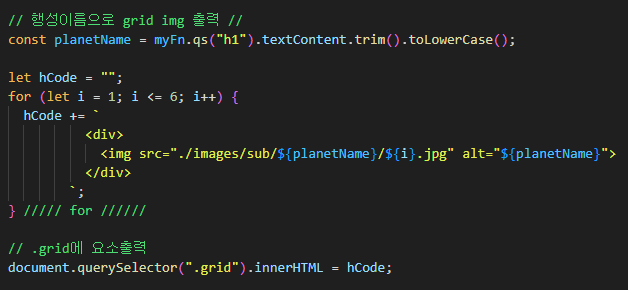 // 행성이름으로 grid img 출력 //
const planetName = myFn.qs("h1").textContent.trim().toLowerCase();
let hCode = "";
for (let i = 1; i <= 6; i++) {
hCode += `
<div>
<img src="./images/sub/${planetName}/${i}.jpg" alt="${planetName}">
</div>
`;
} ///// for //////
// .grid에 요소출력
document.querySelector(".grid").innerHTML = hCode;